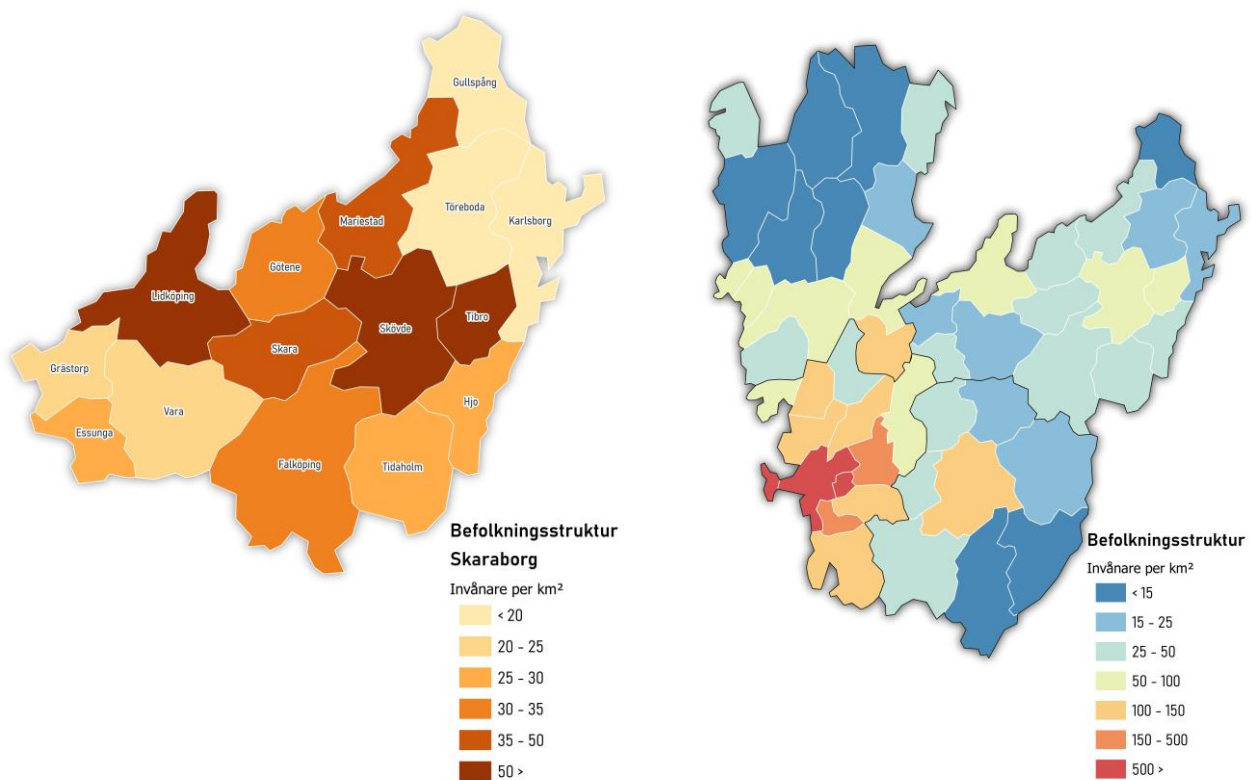 Gullspång
Töreboda
Karlsborg
Mariestad
Götene
Lidköping
Skövde
Tibro
Skara
Grästorp
Vara
Hjo
Essunga
Falköping
Tidaholm
Befolkningsstruktur
Skaraborg
Invånare per km²
< 20
20 - 25
25 - 30
30 - 35
35 - 50
50 >
Befolkningsstruktur
Invånare per km²
< 15
15 - 25
25 - 50
50 - 100
100 - 150
150 - 500
500 >